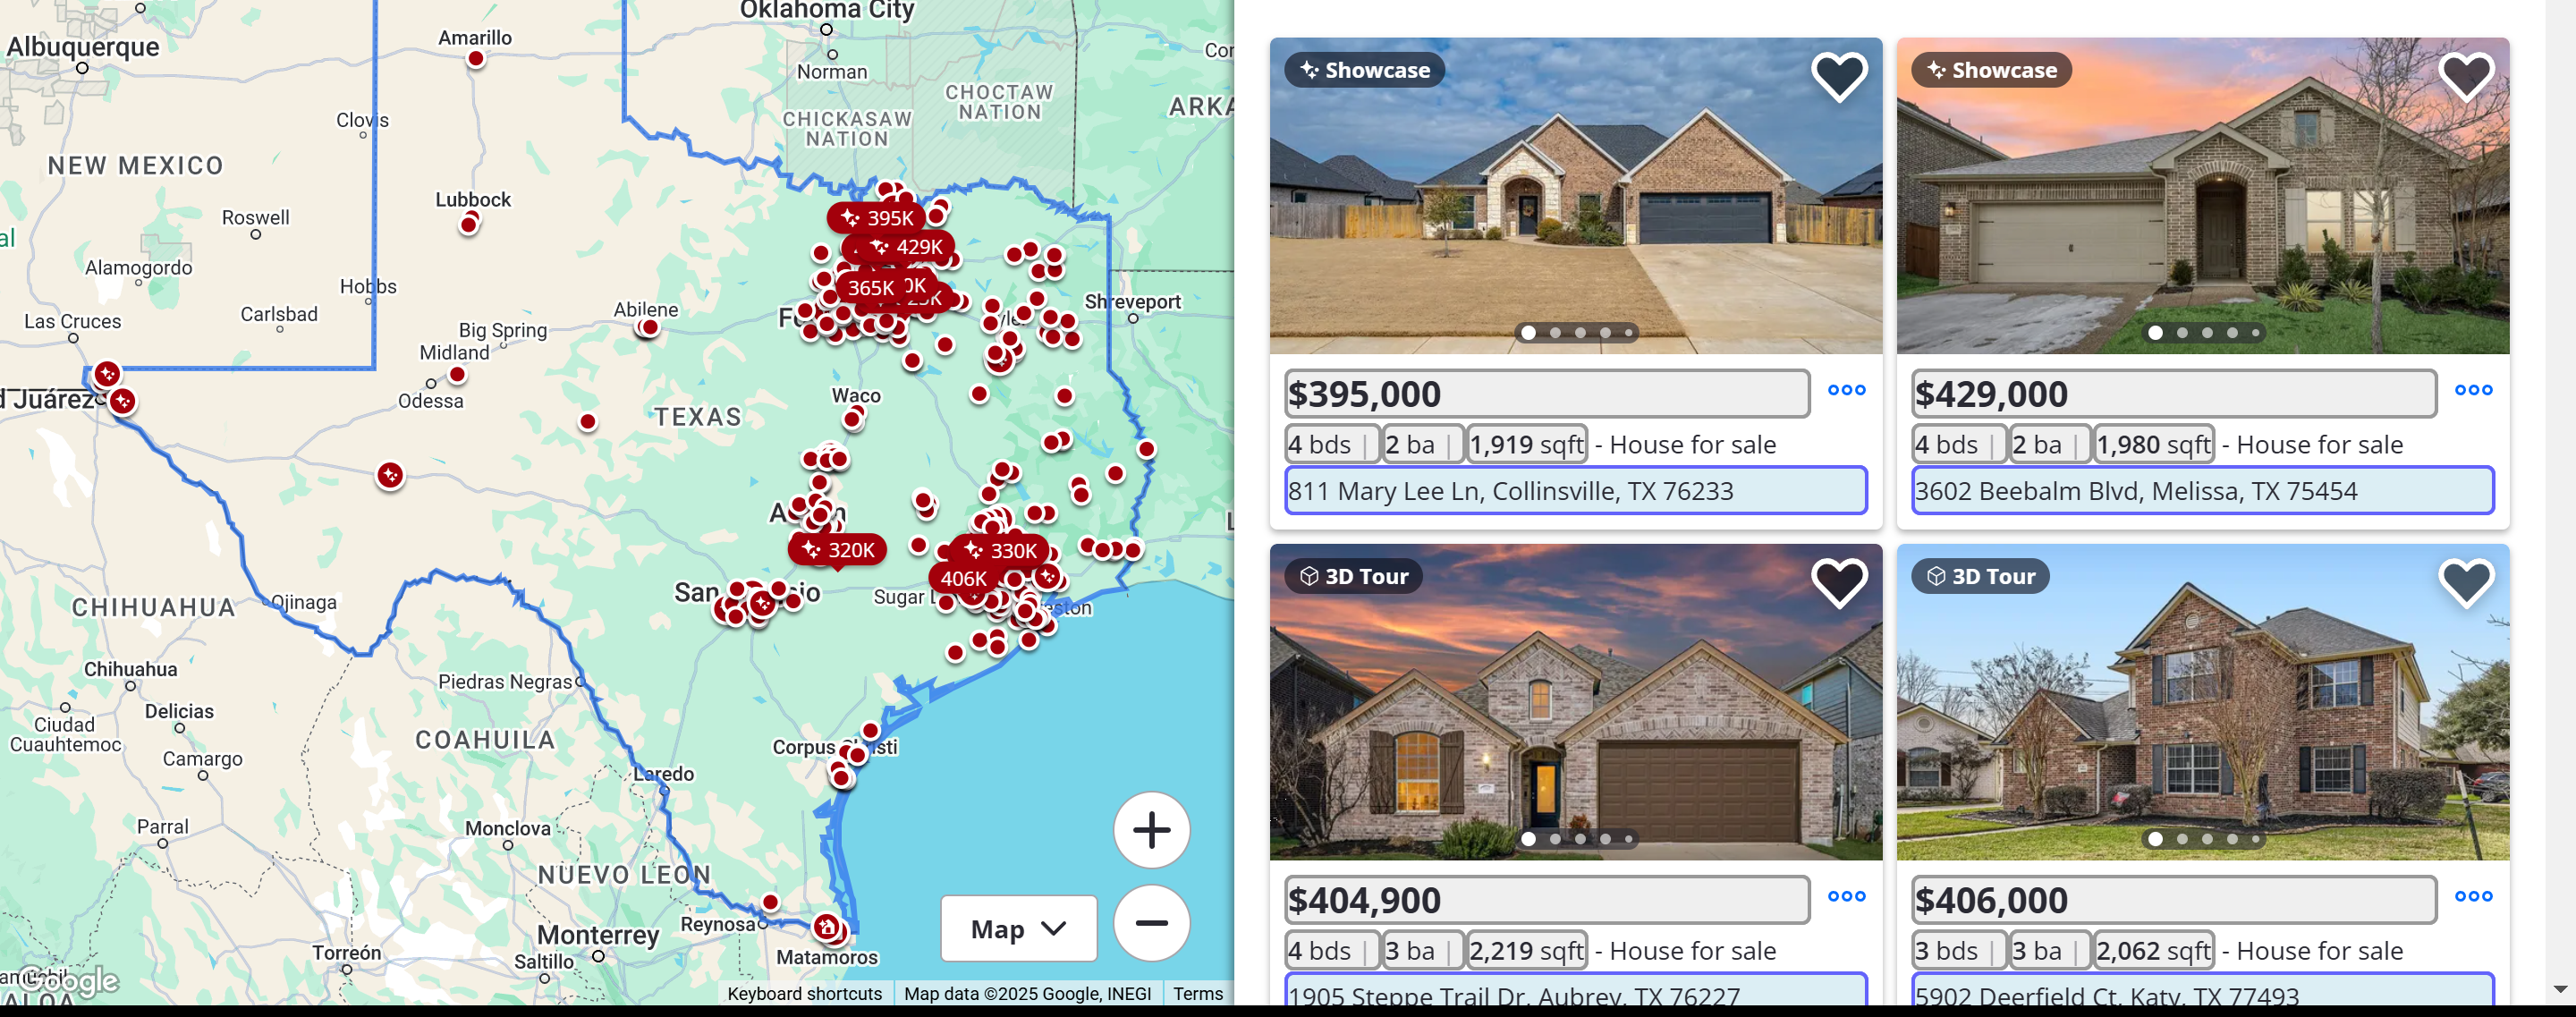 Oklahoma City
Albuquerque
Amarillo
Norman
CHOCTAW
NATION
ARKA
Clovis
CHICKASAW
NATION
NEW MEXICO
Lubbock
Roswell
395K
429K
Alamogordo
Hobbs
365K
Carlsbad
Shreveport
Las Cruces
Abilene
Big Spring
Midland
Odessa
d Juárez
Waco
TEXAS
320K
330K
406K
Sugar L
CHIHUAHUA
Ojinaga
Chihuahua
Piedras Negras
Delicias
Ciudad
Cuauhtemoc
COAHUILA
Camargo
Laredo
Parral
Monclova
NUEVO LEON
Reynosa
Monterrey
Matamoros
Torreón
Saltillo
Google
Map
Keyboard shortcuts
Map data ©2025 Google, INEGI
Terms
Showcase
$395,000
4 bds | 2 ba | 1,919 sqft - House for sale
811 Mary Lee Ln, Collinsville, TX 76233
Showcase
$429,000
4 bds | 2 ba | 1,980 sqft - House for sale
3602 Beebalm Blvd, Melissa, TX 75454
3D Tour
$404,900
4 bds | 3 ba | 2,219 sqft - House for sale
1905 Steppe Trail Dr, Aubrey, TX 76227
3D Tour
$406,000
3 bds | 3 ba | 2,062 sqft - House for sale
5902 Deerfield Ct, Katy, TX 77493